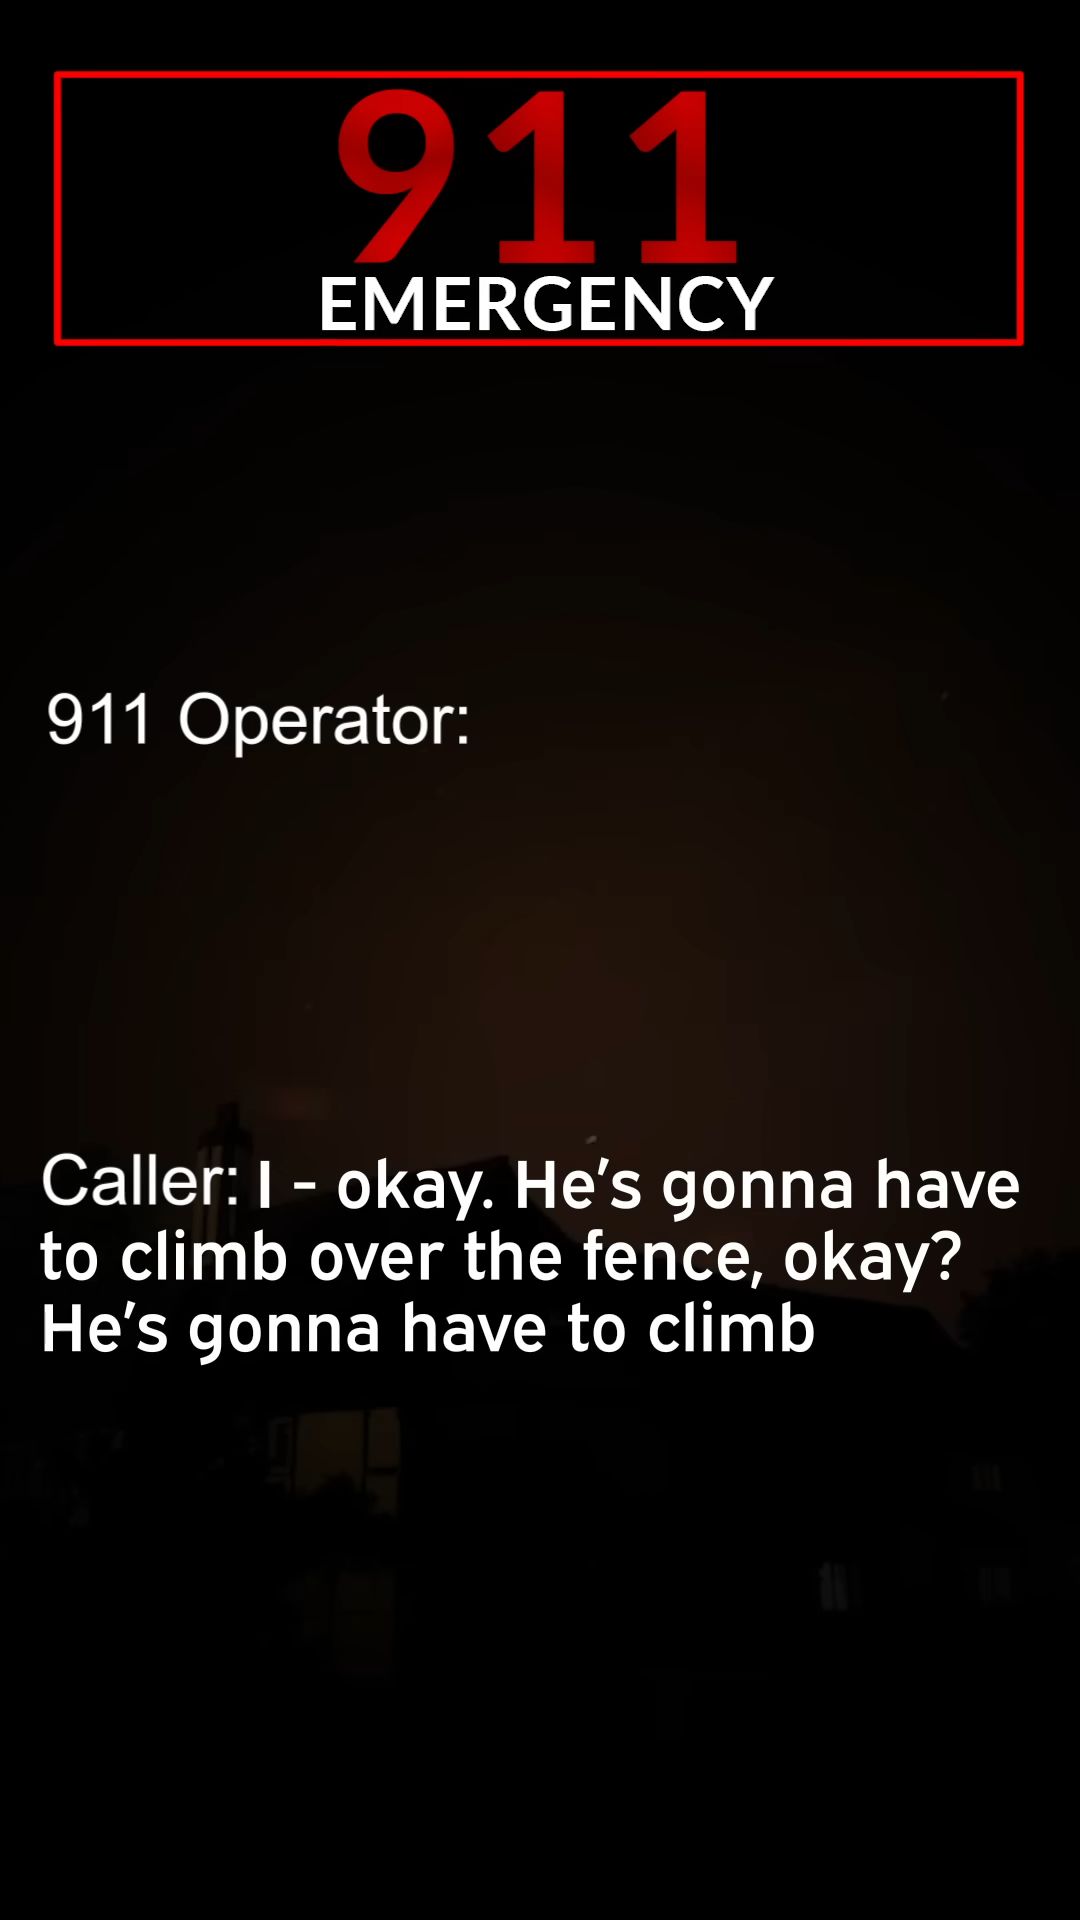 911
EMERGENCY
911 Operator:
Caller: I - okay. He's gonna have
to climb over the fence, okay?
He's gonna have to climb